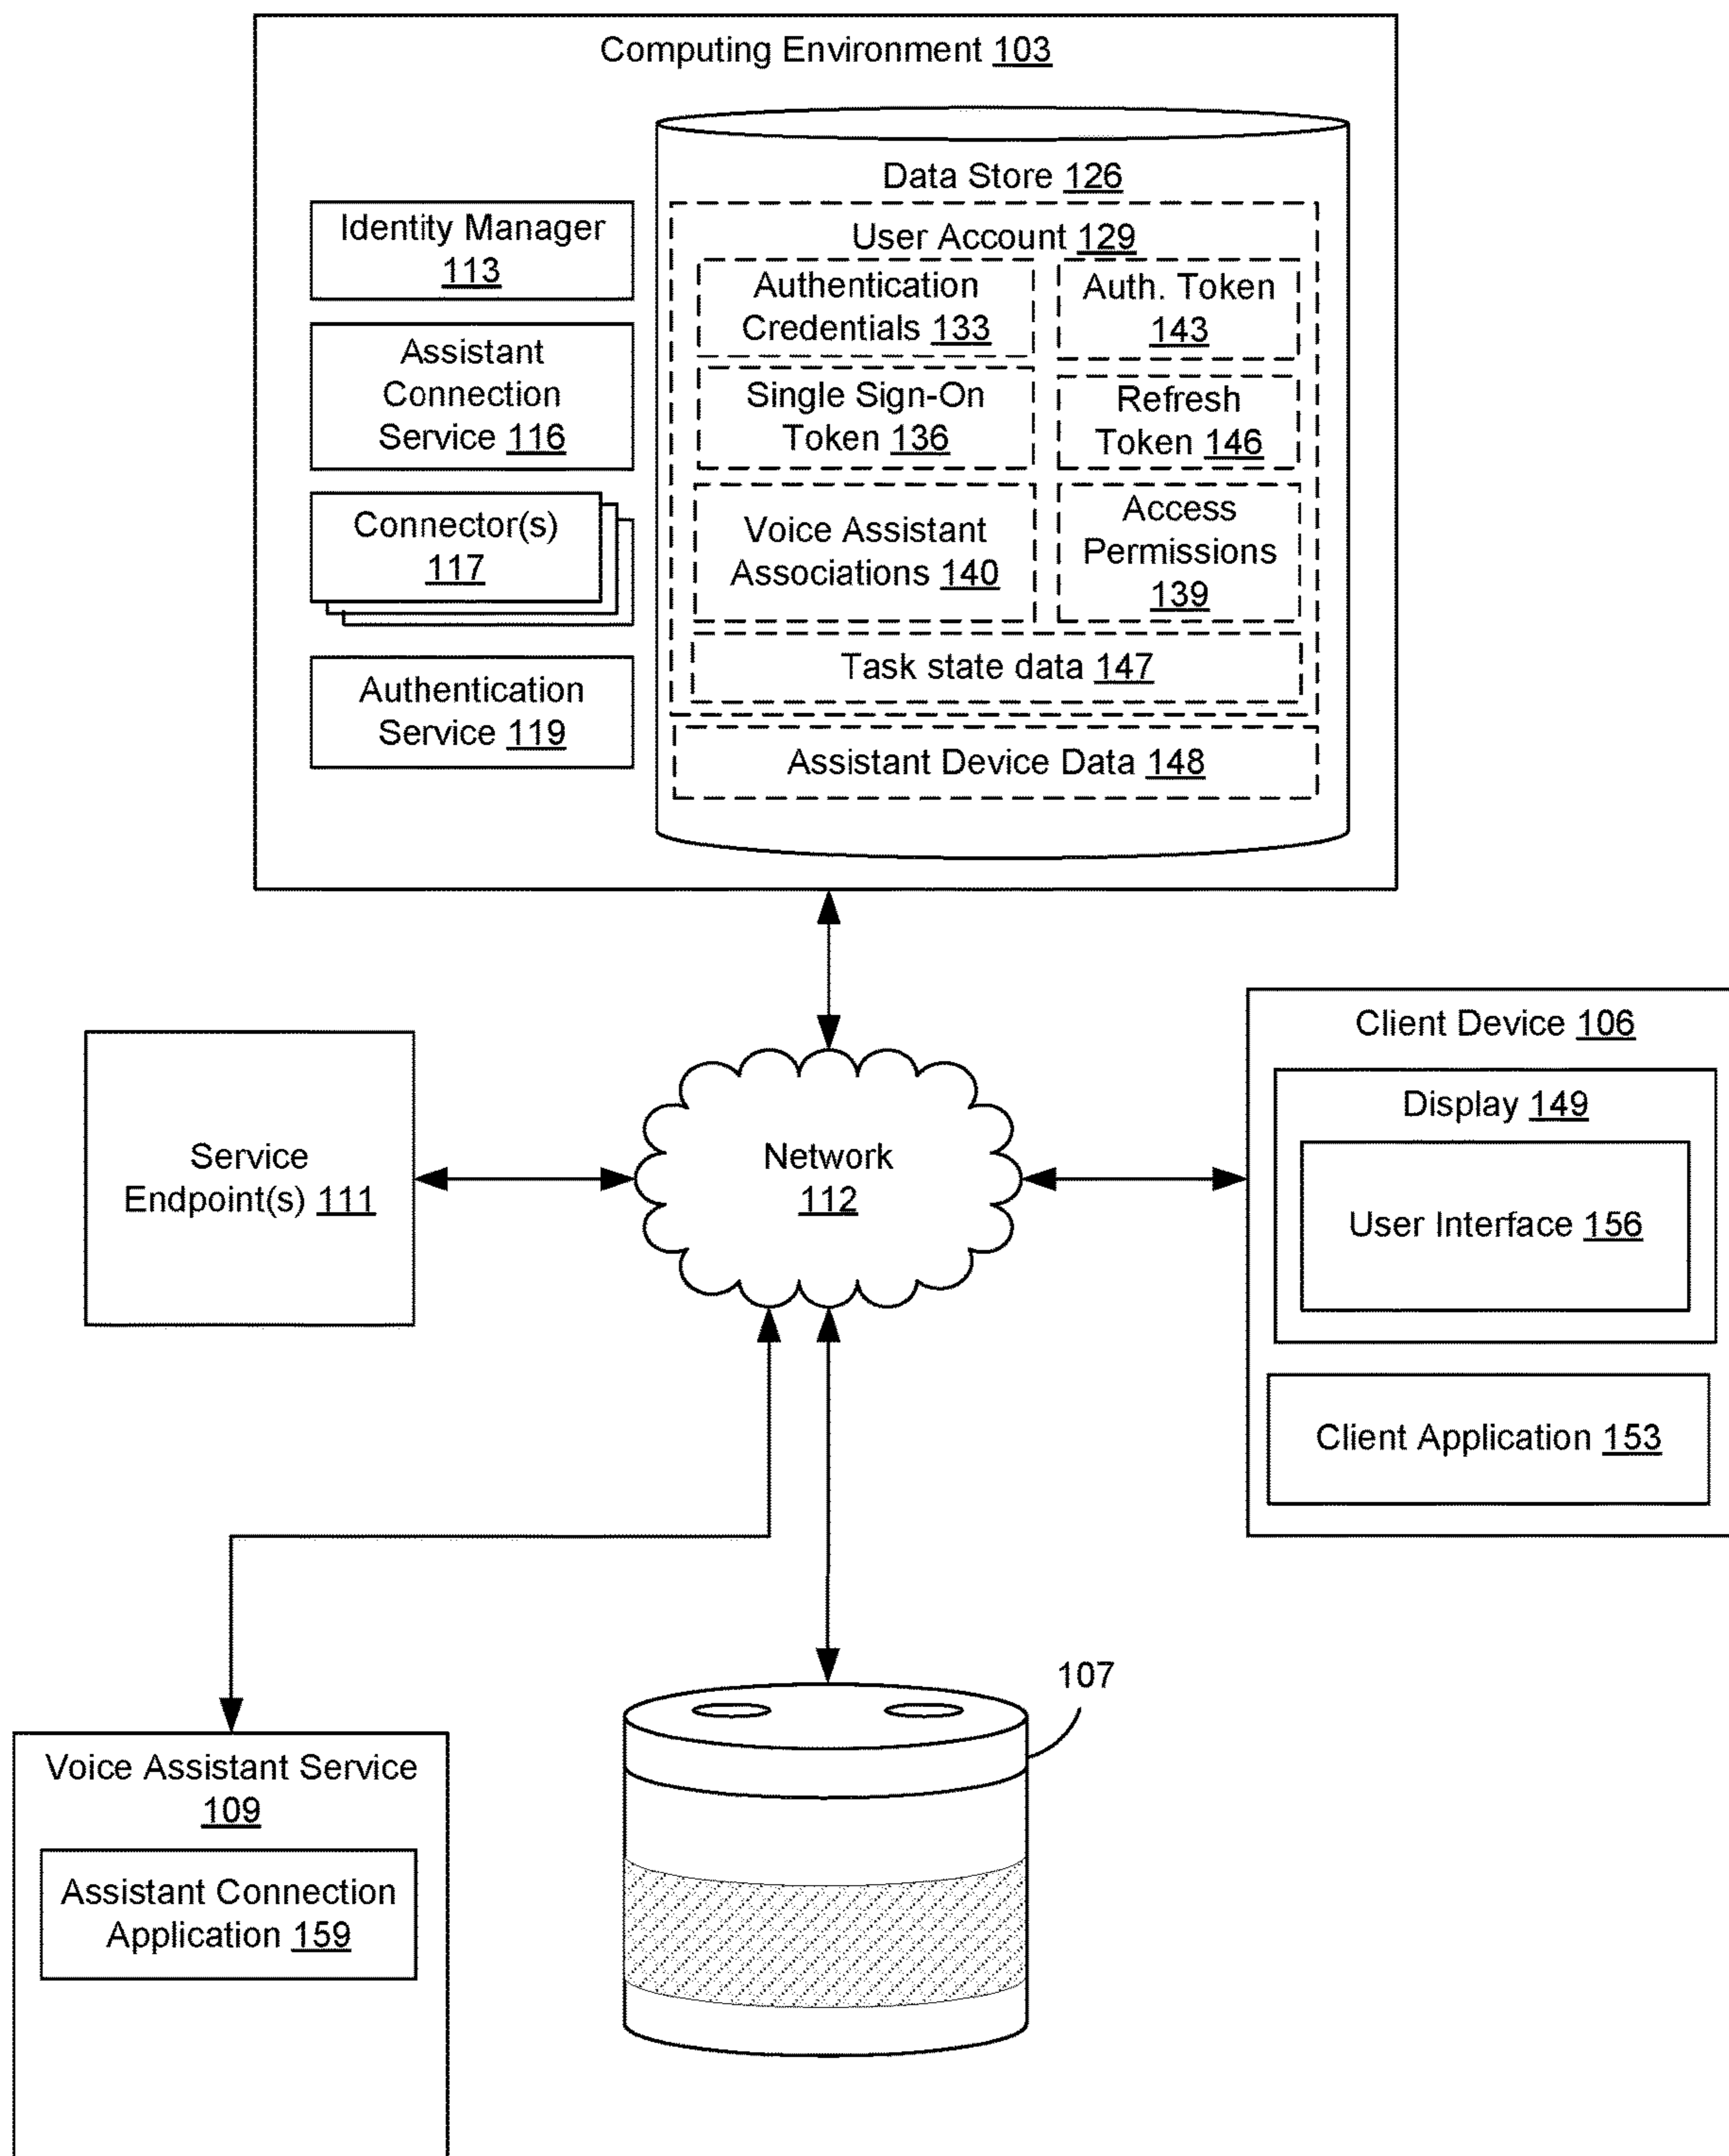 Computing Environment 103
Data Store 126
Identity Manager
113
Assistant
Connection
Service 116
Connector(s)
117
Authentication
Service 119
User Account 129
Authentication
Credentials 133
Auth. Token
143
Single Sign-On
Token 136
Refresh
Token 146
Voice Assistant
Associations 140
Access
Permissions
139
Task state data 147
Assistant Device Data 148
Service
Endpoint(s) 111
Network
112
Client Device 106
Display 149
User Interface 156
Client Application 153
107
Voice Assistant Service
109
Assistant Connection
Application 159